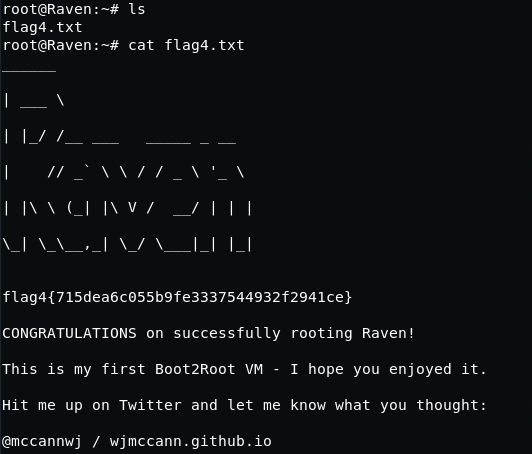 root@Raven:~# ls
flag4.txt
root@Raven:~# cat flag4.txt
______
| ___ \
| |_/ /__ ___   _____ _ __
|    // _` \ \ / / _ \ '_ \
| |\ \ (_| |\ V /  __/ | | |
\_| \_\__,_| \_/ \___|_| |_|
flag4{715dea6c055b9fe3337544932f2941ce}
CONGRATULATIONS on successfully rooting Raven!
This is my first Boot2Root VM - I hope you enjoyed it.
Hit me up on Twitter and let me know what you thought:
@mccannwj / wjmccann.github.io